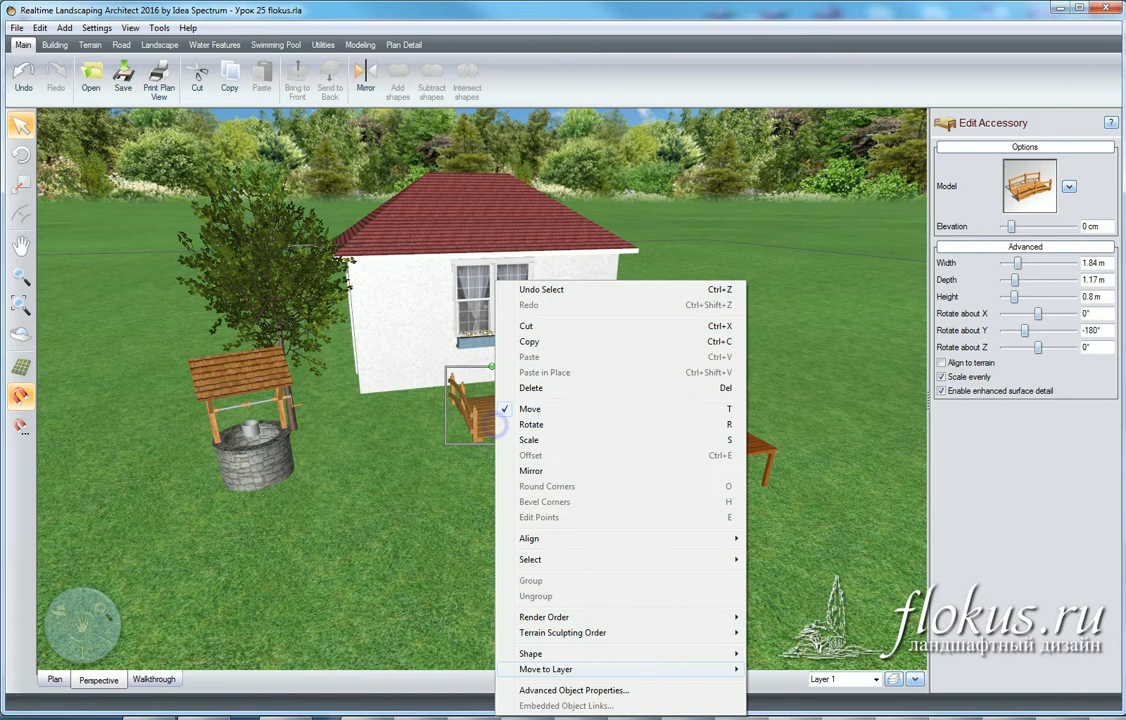 Realtime Landscaping Architect 2016 by Idea Spectrum - Урок 25 flokus.rla
File Edit Add Settings View Tools Help
Main Building Terrain Road Landscape Water Features Swimming Pool Utilities Modeling Plan Detail
Undo Redo Open Save Print Plan View Cut Copy Paste Bring to Front Send to Back Mirror Add shapes Subtract shapes Intersect shapes
Edit Accessory ?
Options
Model
Elevation 0 cm
Advanced
Width 1.84 m
Depth 1.17 m
Height 0.8 m
Rotate about X 0°
Rotate about Y -180°
Rotate about Z 0°
Align to terrain
Scale evenly
Enable enhanced surface detail
Undo Select Ctrl+Z
Redo Ctrl+Shift+Z
Cut Ctrl+X
Copy Ctrl+C
Paste Ctrl+V
Paste in Place Ctrl+Shift+V
Delete Del
Move T
Rotate R
Scale S
Offset Ctrl+E
Mirror
Round Corners O
Bevel Corners H
Edit Points E
Align
Select
Group
Ungroup
Render Order
Terrain Sculpting Order
Shape
Move to Layer
Advanced Object Properties...
Embedded Object Links...
flokus.ru
ландшафтный дизайн
Plan Perspective Walkthrough
Layer 1